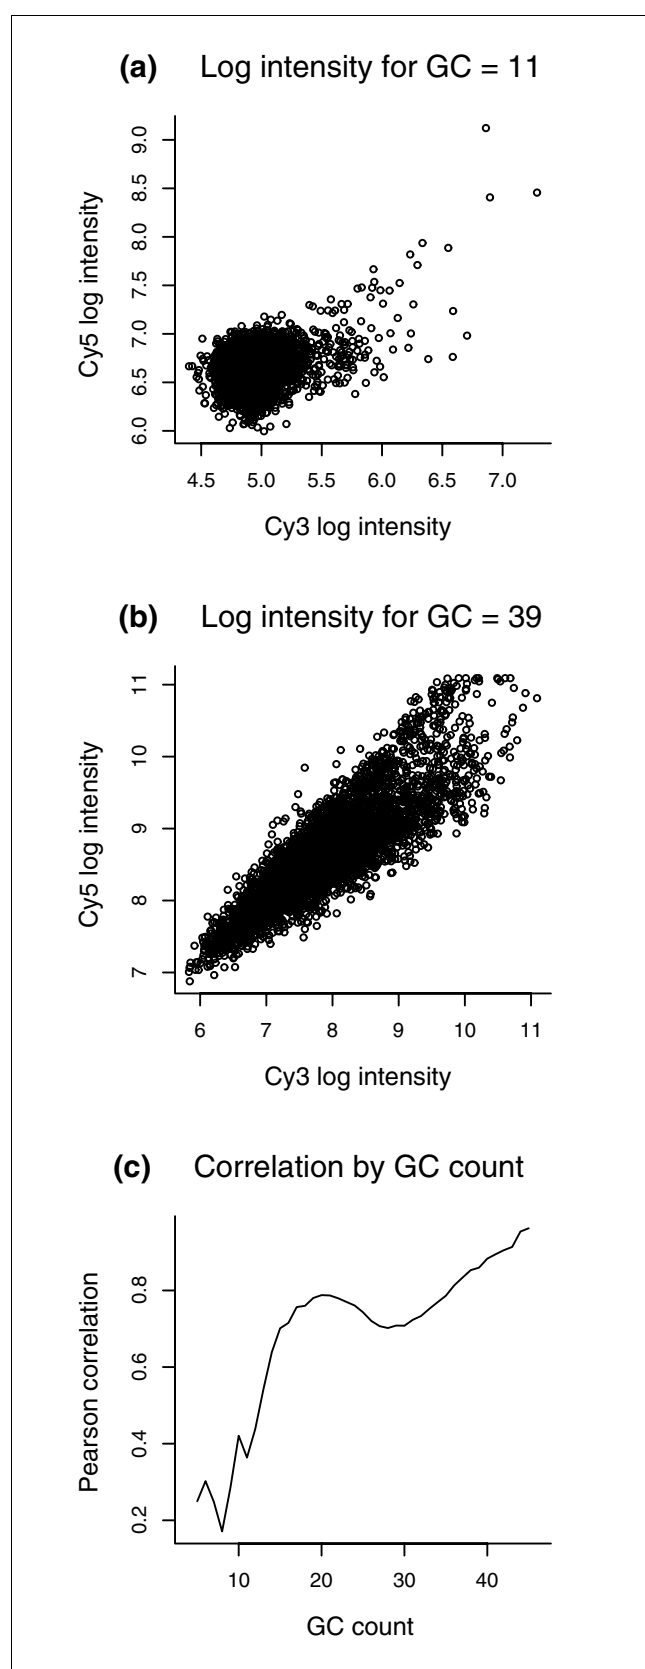 (a) Log intensity for GC = 11
Cy5 log intensity
9.0
8.5
8.0
7.5
7.0
6.5
6.0
4.5 5.0 5.5 6.0 6.5 7.0
Cy3 log intensity
(b) Log intensity for GC = 39
Cy5 log intensity
11
10
9
8
7
6 7 8 9 10 11
Cy3 log intensity
(c) Correlation by GC count
Pearson correlation
0.8
0.6
0.4
0.2
10 20 30 40
GC count